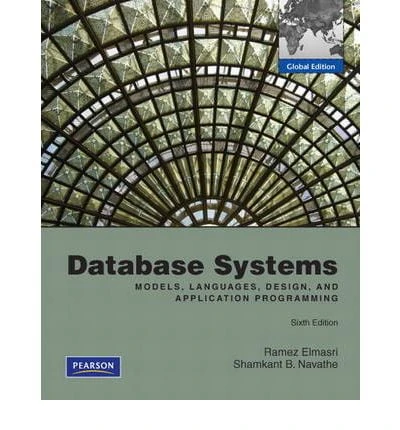 Global Edition
Database Systems
MODELS, LANGUAGES, DESIGN, AND
APPLICATION PROGRAMMING
Sixth Edition
Ramez Elmasri
Shamkant B. Navathe
PEARSON